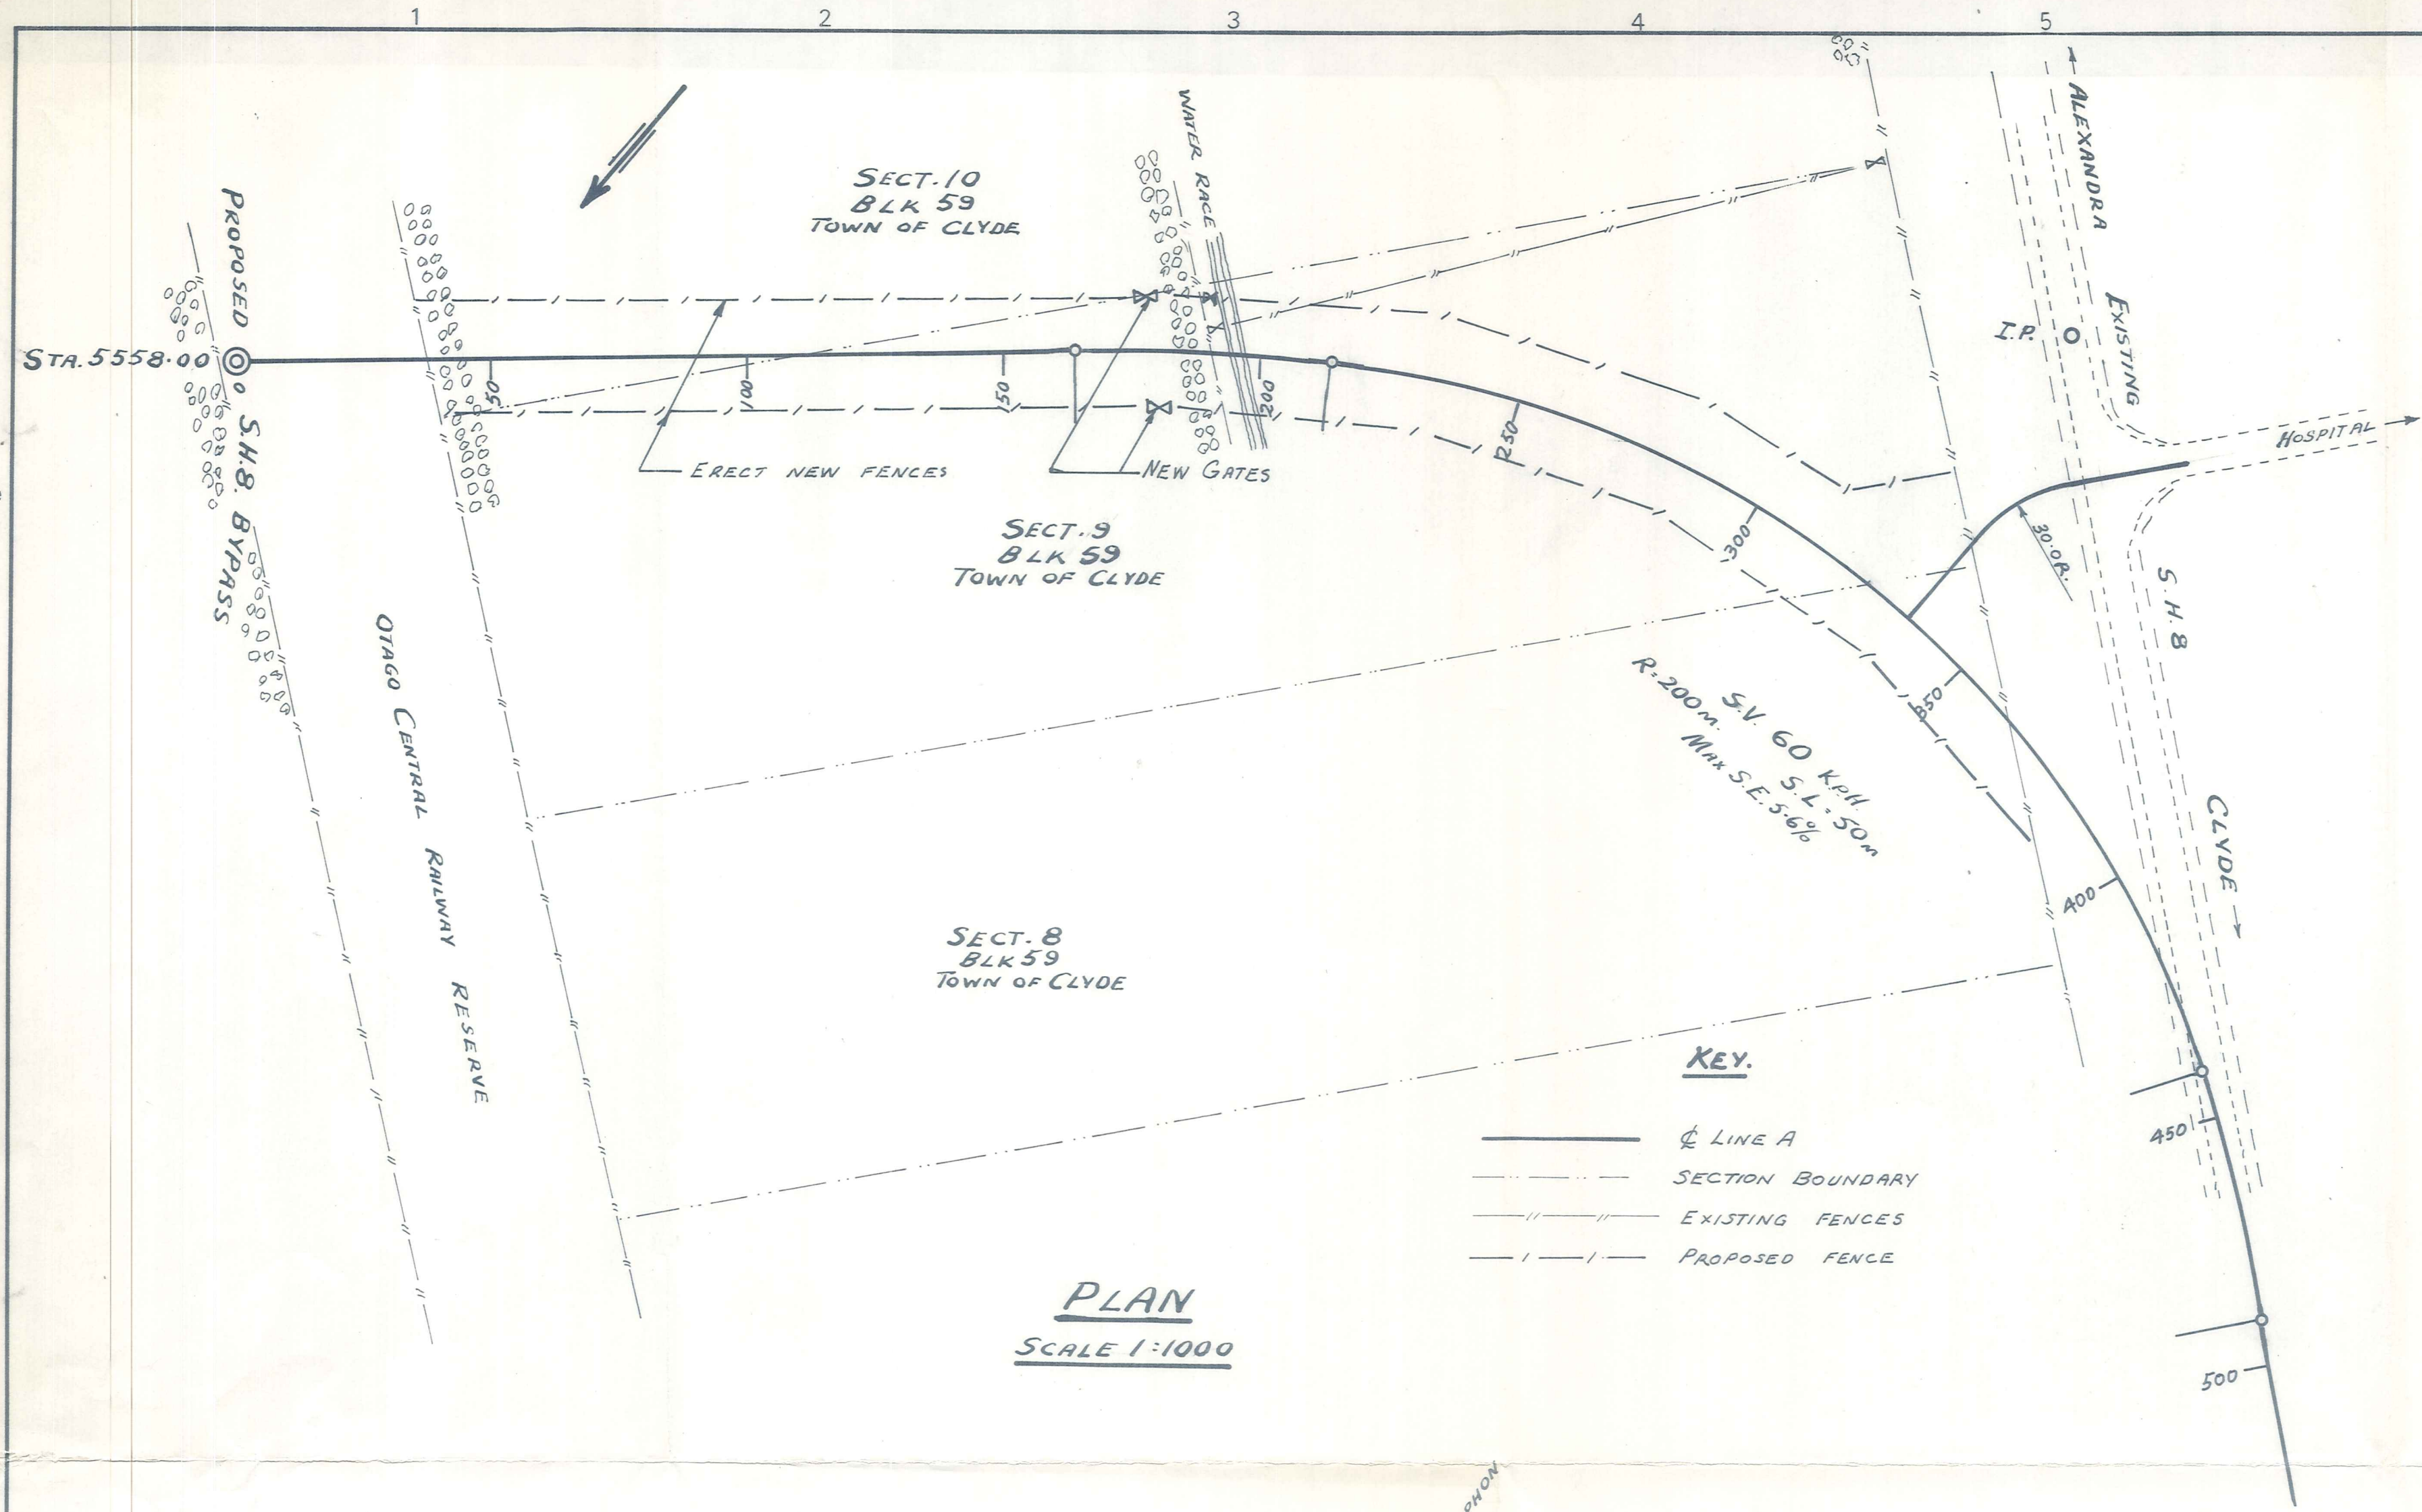 1 2 3 4 5
SECT. 10
BLK 59
TOWN OF CLYDE
WATER RACE
ALEXANDRA
EXISTING
I.P.
HOSPITAL
PROPOSED S.H.8. BYPASS
STA. 5558·00
0
50
100
150
200
250
300
350
400
450
500
ERECT NEW FENCES
NEW GATES
SECT. 9
BLK 59
TOWN OF CLYDE
30·0R.
S.H.8
CLYDE
OTAGO CENTRAL RAILWAY RESERVE
S.V. 60 K.P.H.
R=200M. S.L=50M
MAX S.E. 5·6%
SECT. 8
BLK 59
TOWN OF CLYDE
KEY.
℄ LINE A
SECTION BOUNDARY
EXISTING FENCES
PROPOSED FENCE
PLAN
SCALE 1:1000